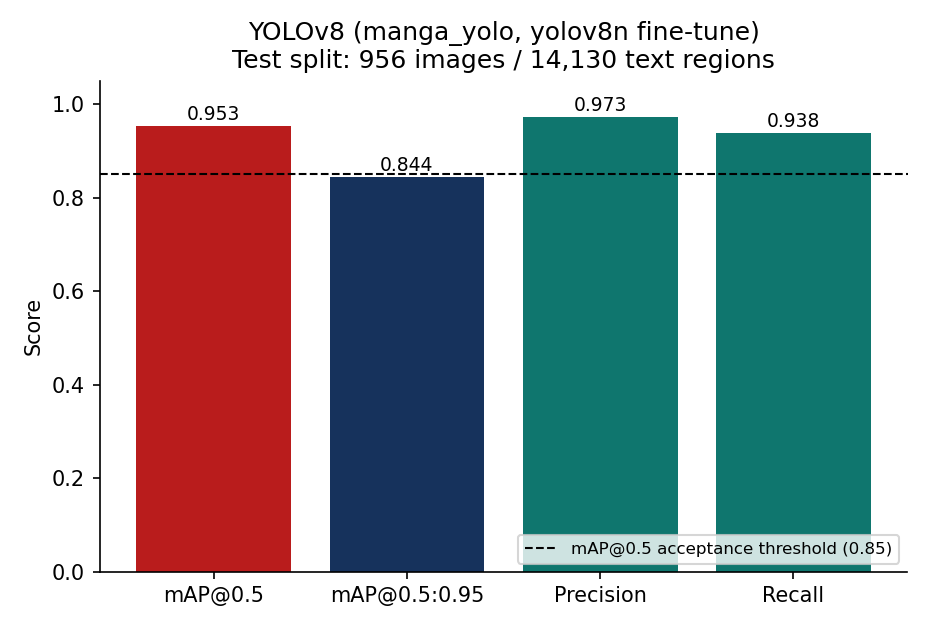 YOLOv8 (manga_yolo, yolov8n fine-tune)
Test split: 956 images / 14,130 text regions
Score
1.0
0.8
0.6
0.4
0.2
0.0
0.953
0.844
0.973
0.938
mAP@0.5 acceptance threshold (0.85)
mAP@0.5
mAP@0.5:0.95
Precision
Recall